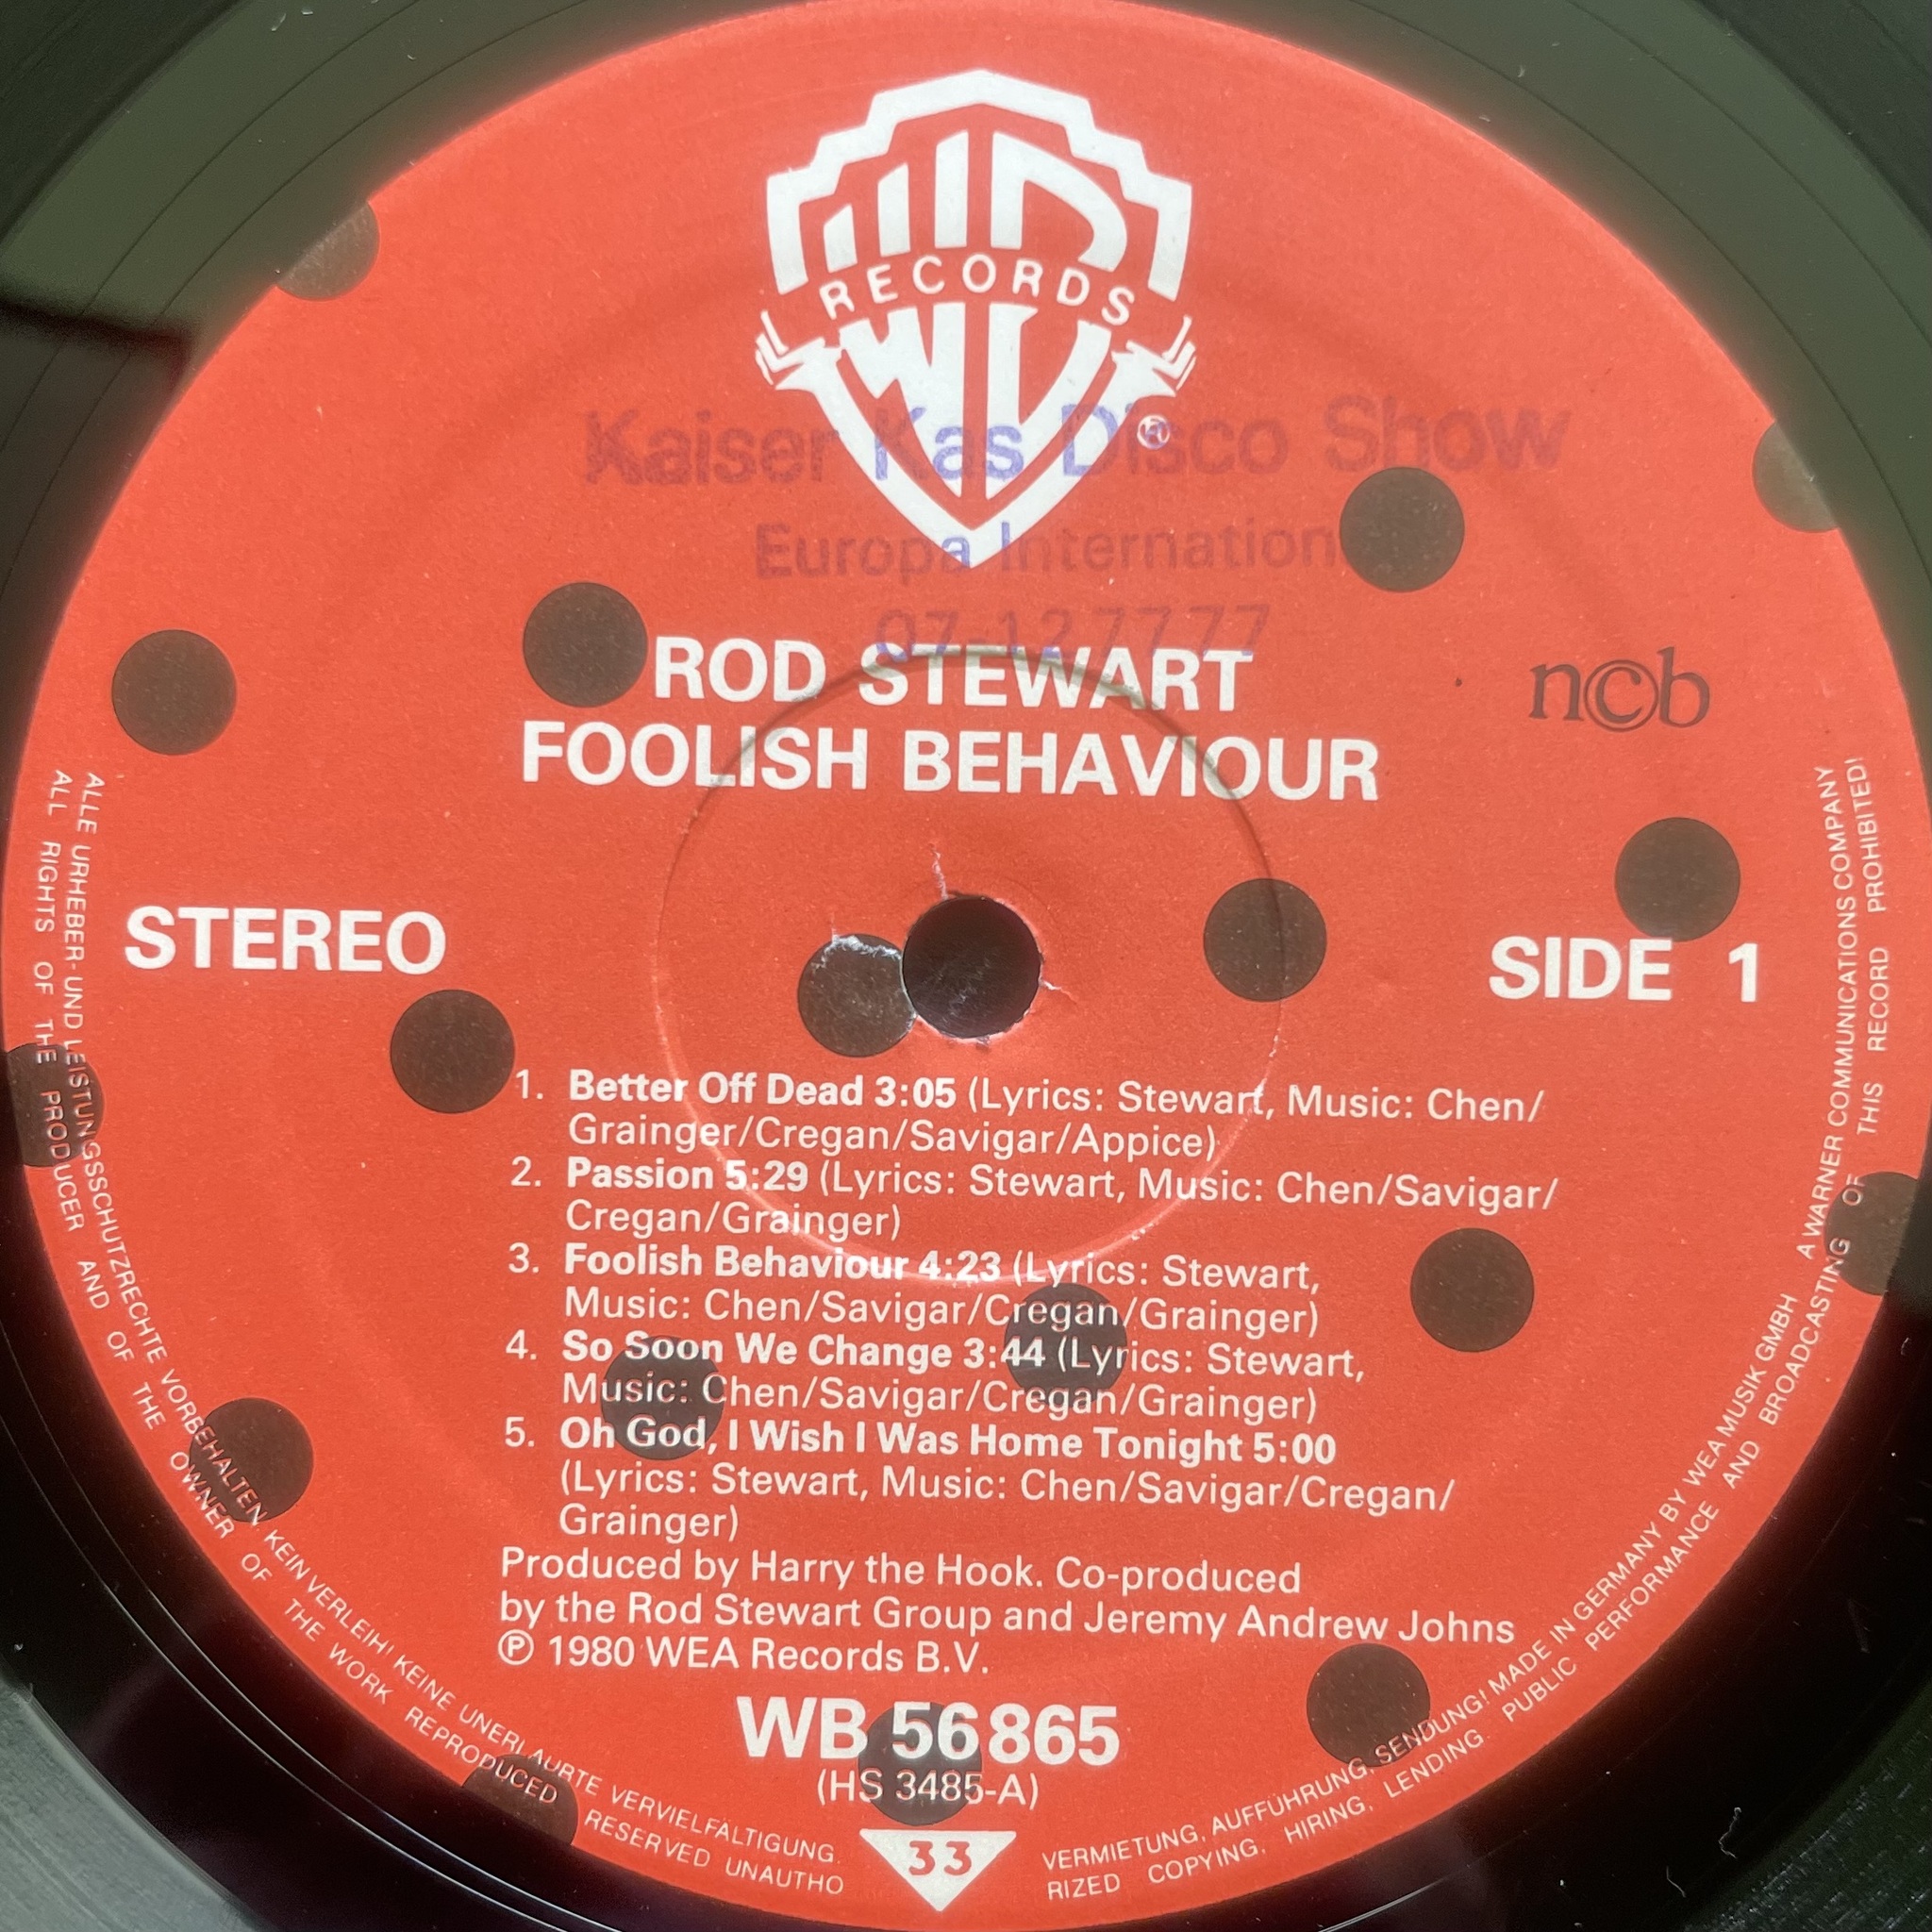 RECORDS
®
Kaiser Kas Disco Show
Europa International
07-12 77 77
ROD STEWART
FOOLISH BEHAVIOUR
n©b
STEREO
SIDE 1
1. Better Off Dead 3:05 (Lyrics: Stewart, Music: Chen/
Grainger/Cregan/Savigar/Appice)
2. Passion 5:29 (Lyrics: Stewart, Music: Chen/Savigar/
Cregan/Grainger)
3. Foolish Behaviour 4:23 (Lyrics: Stewart,
Music: Chen/Savigar/Cregan/Grainger)
4. So Soon We Change 3:44 (Lyrics: Stewart,
Music: Chen/Savigar/Cregan/Grainger)
5. Oh God, I Wish I Was Home Tonight 5:00
(Lyrics: Stewart, Music: Chen/Savigar/Cregan/
Grainger)
Produced by Harry the Hook. Co-produced
by the Rod Stewart Group and Jeremy Andrew Johns
℗ 1980 WEA Records B.V.
WB 56 865
(HS 3485-A)
33
ALLE URHEBER- UND LEISTUNGSSCHUTZRECHTE VORBEHALTEN KEIN VERLEIH! KEINE UNERLAUBTE VERVIELFÄLTIGUNG, VERMIETUNG, AUFFÜHRUNG, SENDUNG! MADE IN GERMANY BY WEA MUSIK GMBH A WARNER COMMUNICATIONS COMPANY
ALL RIGHTS OF THE PRODUCER AND OF THE OWNER OF THE WORK REPRODUCED RESERVED UNAUTHORIZED COPYING, HIRING, LENDING, PUBLIC PERFORMANCE AND BROADCASTING OF THIS RECORD PROHIBITED!